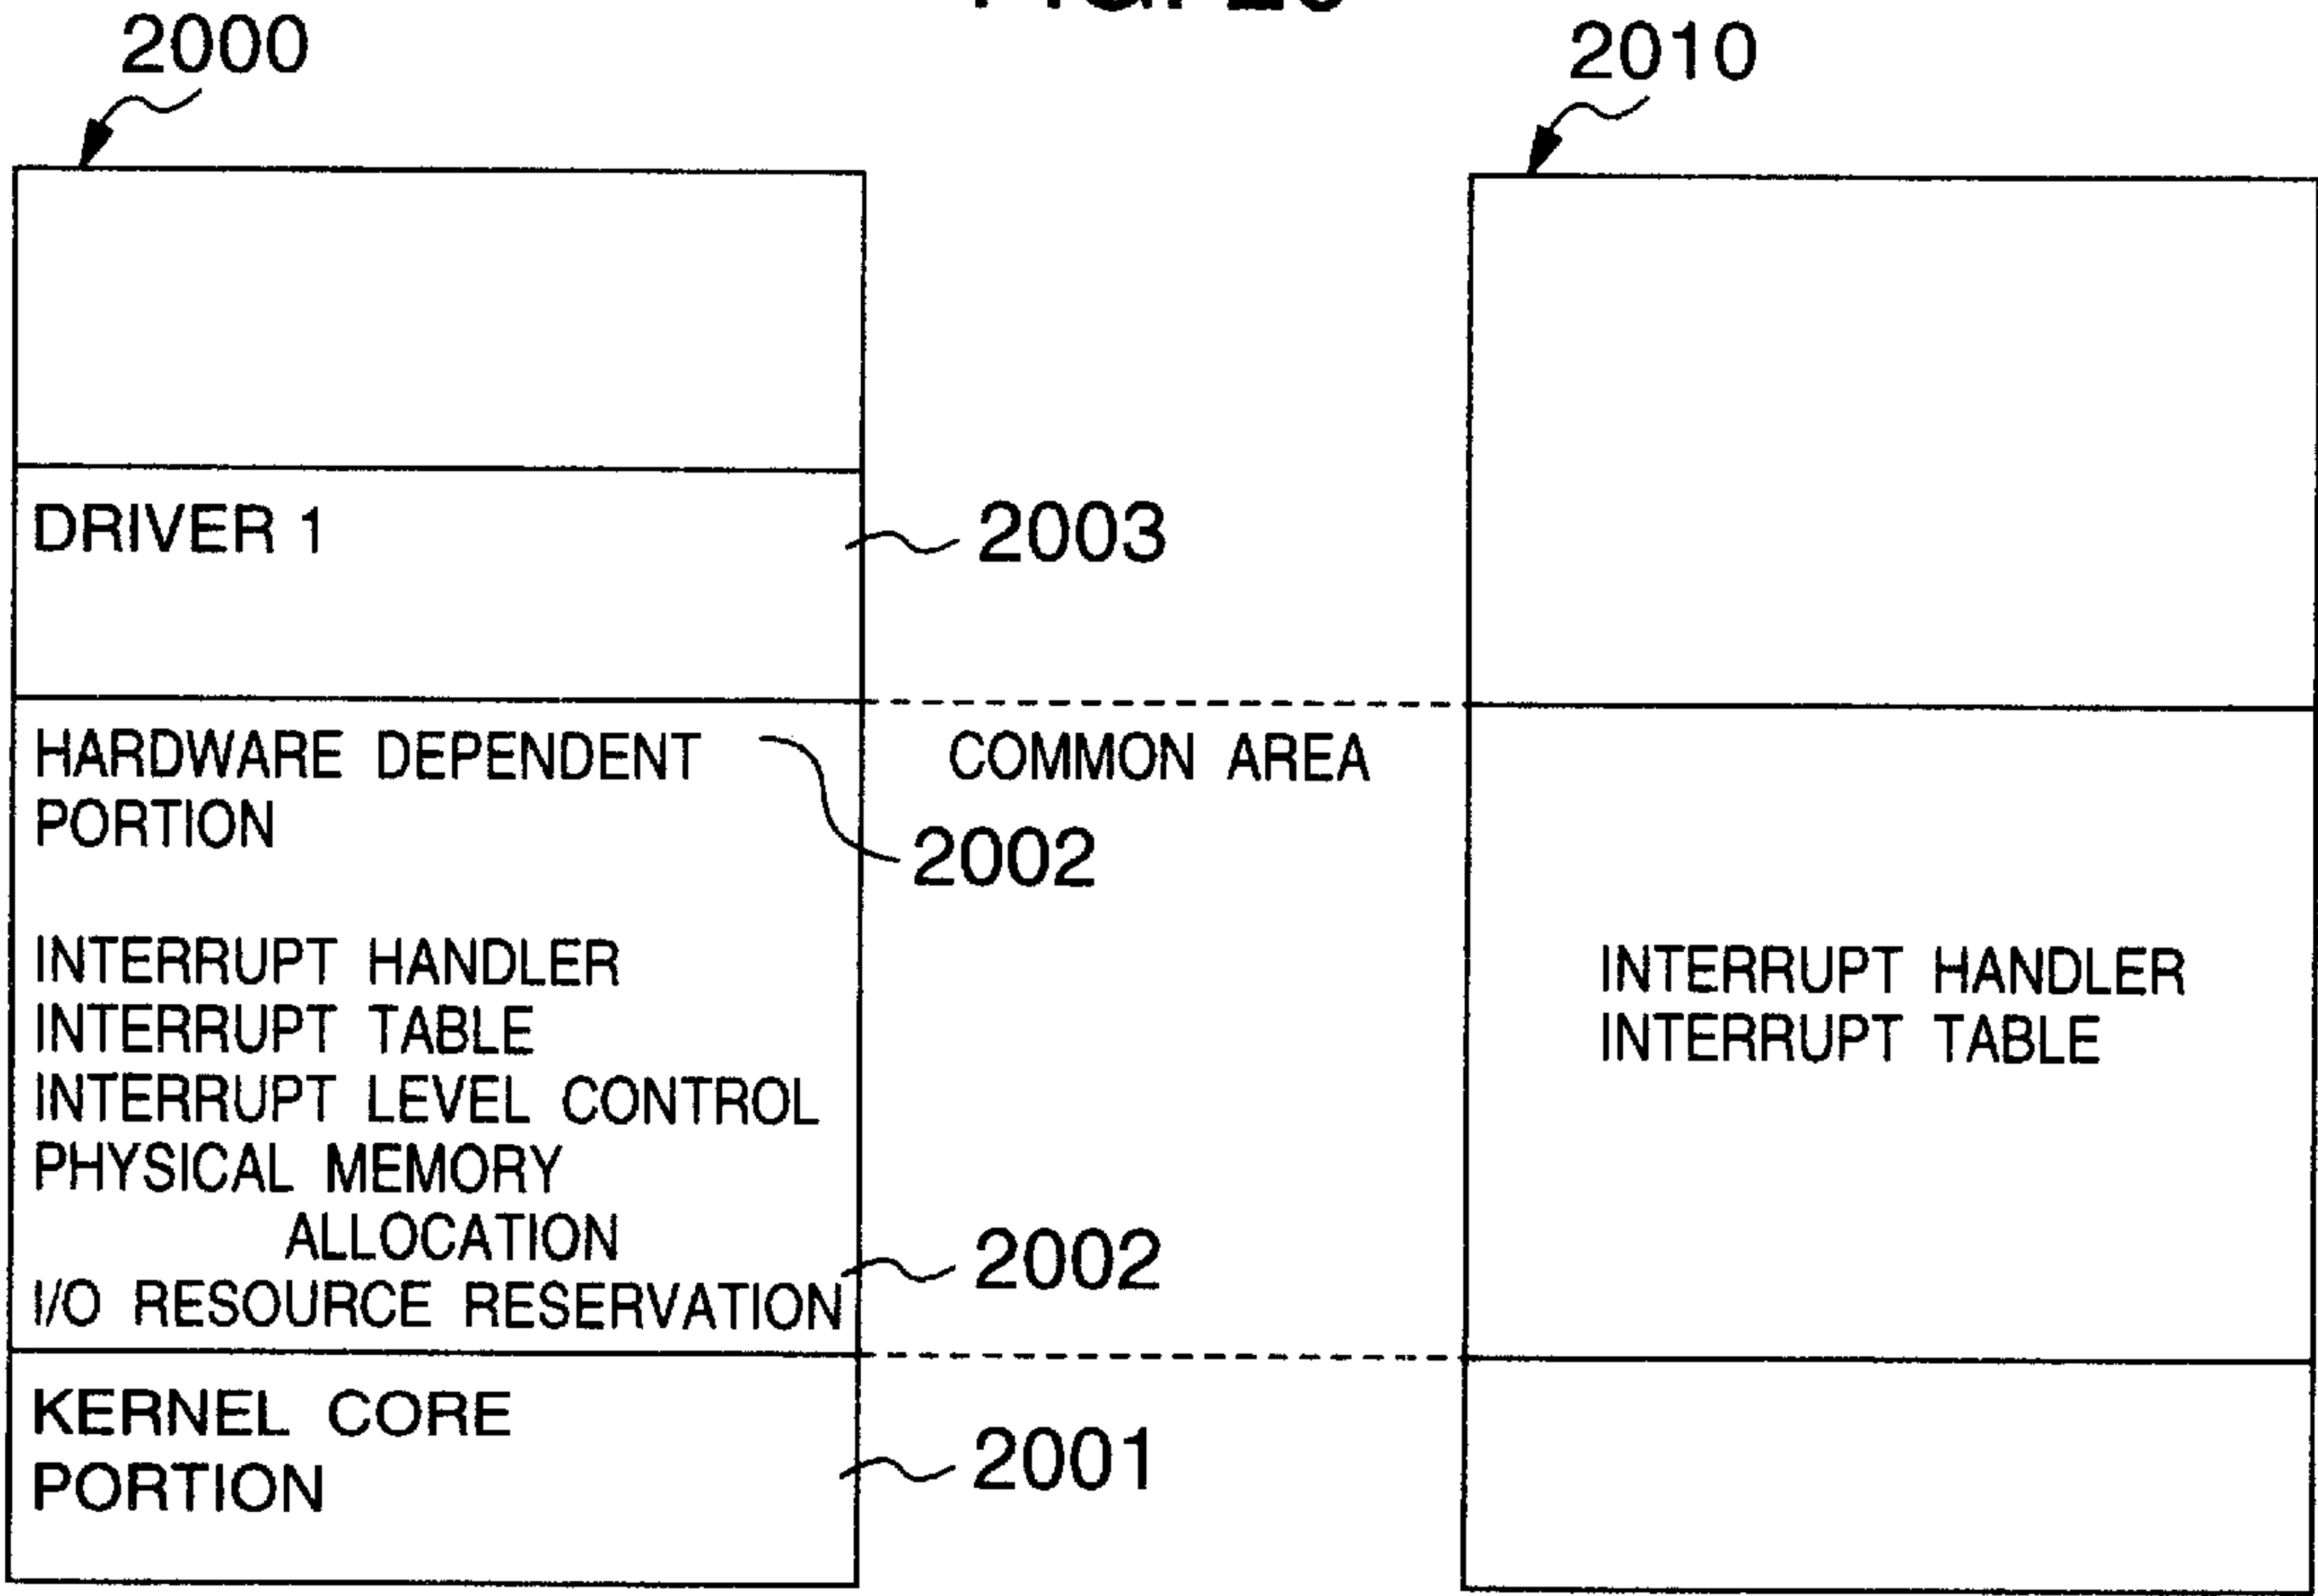 2000
2010
DRIVER 1
2003
HARDWARE DEPENDENT
PORTION
2002
COMMON AREA
INTERRUPT HANDLER
INTERRUPT TABLE
INTERRUPT LEVEL CONTROL
PHYSICAL MEMORY
ALLOCATION
I/O RESOURCE RESERVATION
2002
INTERRUPT HANDLER
INTERRUPT TABLE
KERNEL CORE
PORTION
2001